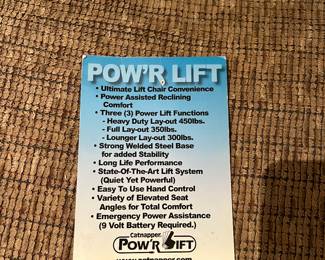 POW'R LIFT
• Ultimate Lift Chair Convenience
• Power Assisted Reclining
Comfort
• Three (3) Power Lift Functions
- Heavy Duty Lay-out 450lbs.
- Full Lay-out 350lbs.
- Lounger Lay-out 300lbs.
• Strong Welded Steel Base
for added Stability
• Long Life Performance
• State-Of-The-Art Lift System
(Quiet Yet Powerful)
• Easy To Use Hand Control
• Variety of Elevated Seat
Angles for Total Comfort
• Emergency Power Assistance
(9 Volt Battery Required.)
Catnapper
POW'R LIFT
www.catnapper.com